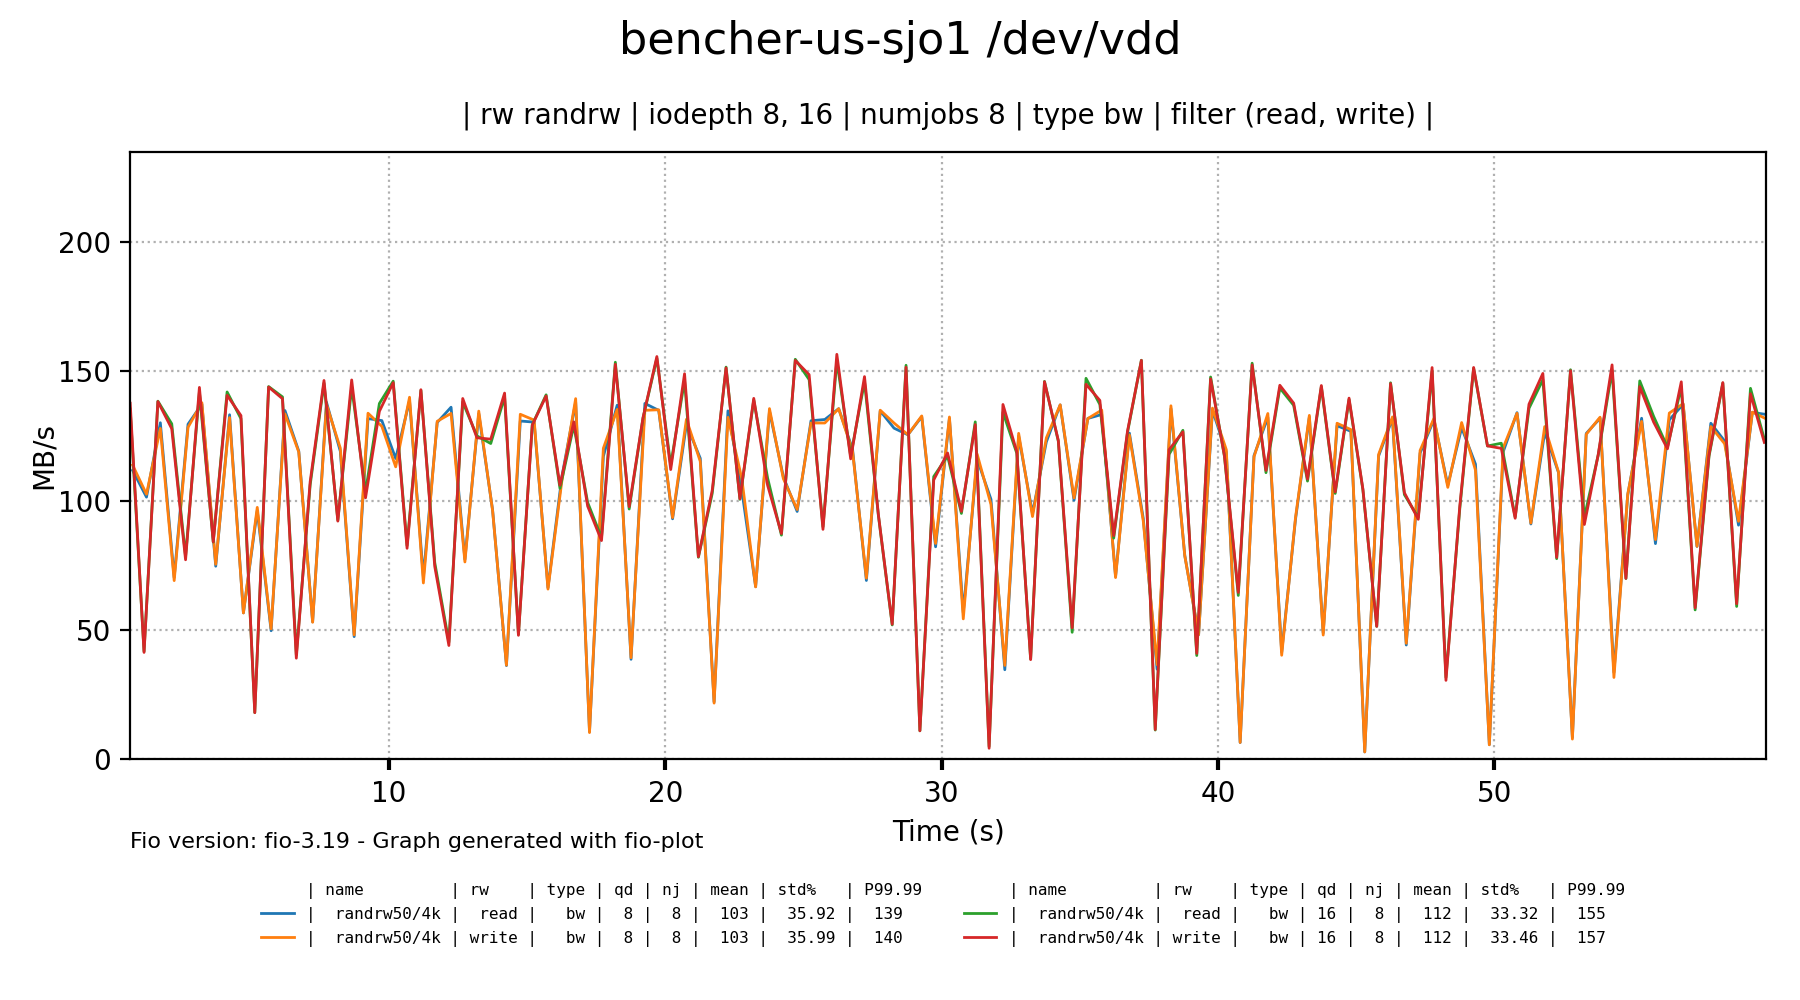 bencher-us-sjo1 /dev/vdd
| rw randrw | iodepth 8, 16 | numjobs 8 | type bw | filter (read, write) |
200
150
100
50
0
MB/s
10 20 30 40 50
Time (s)
Fio version: fio-3.19 - Graph generated with fio-plot
| name | rw | type | qd | nj | mean | std% | P99.99 | name | rw | type | qd | nj | mean | std% | P99.99
| randrw50/4k | read | bw | 8 | 8 | 103 | 35.92 | 139 | randrw50/4k | read | bw | 16 | 8 | 112 | 33.32 | 155
| randrw50/4k | write | bw | 8 | 8 | 103 | 35.99 | 140 | randrw50/4k | write | bw | 16 | 8 | 112 | 33.46 | 157